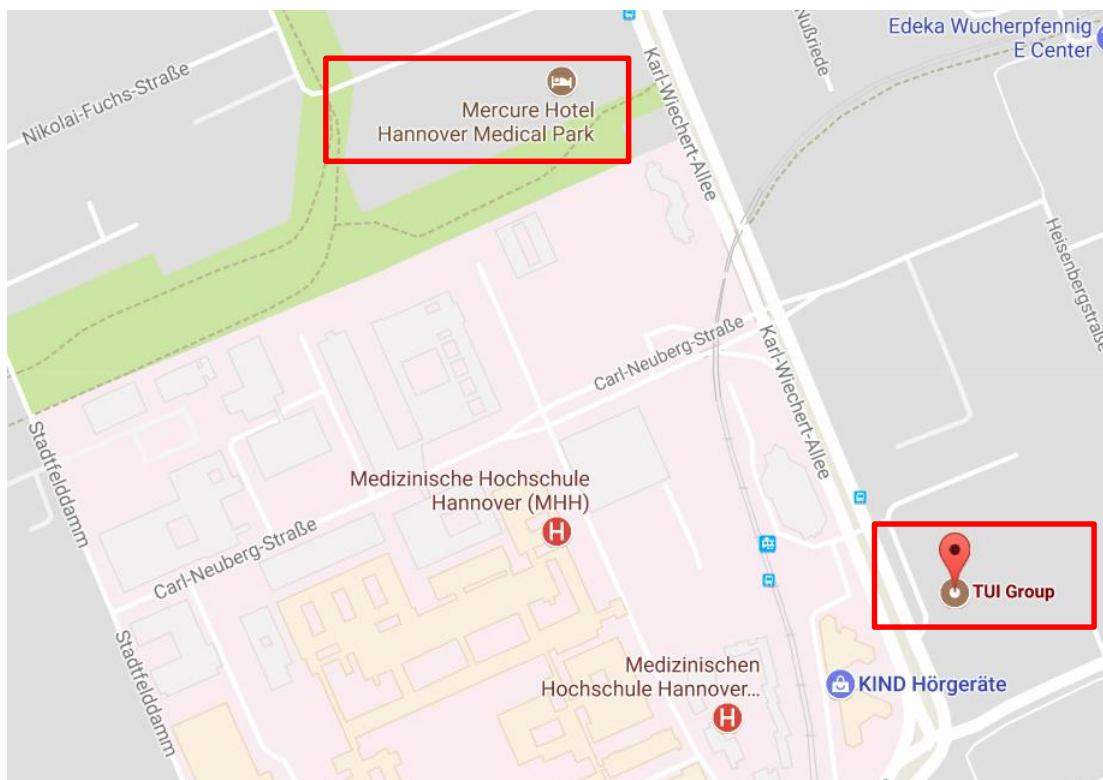 Nikolai-Fuchs-Straße
Mercure Hotel
Hannover Medical Park
Karl-Wiechert-Allee
Nußriede
Edeka Wucherpfennig
E Center
Heisenbergstraße
Carl-Neuberg-Straße
Karl-Wiechert-Allee
Stadtfelddamm
Medizinische Hochschule
Hannover (MHH)
H
Carl-Neuberg-Straße
TUI Group
Stadtfelddamm
Medizinischen
Hochschule Hannover...
H
KIND Hörgeräte